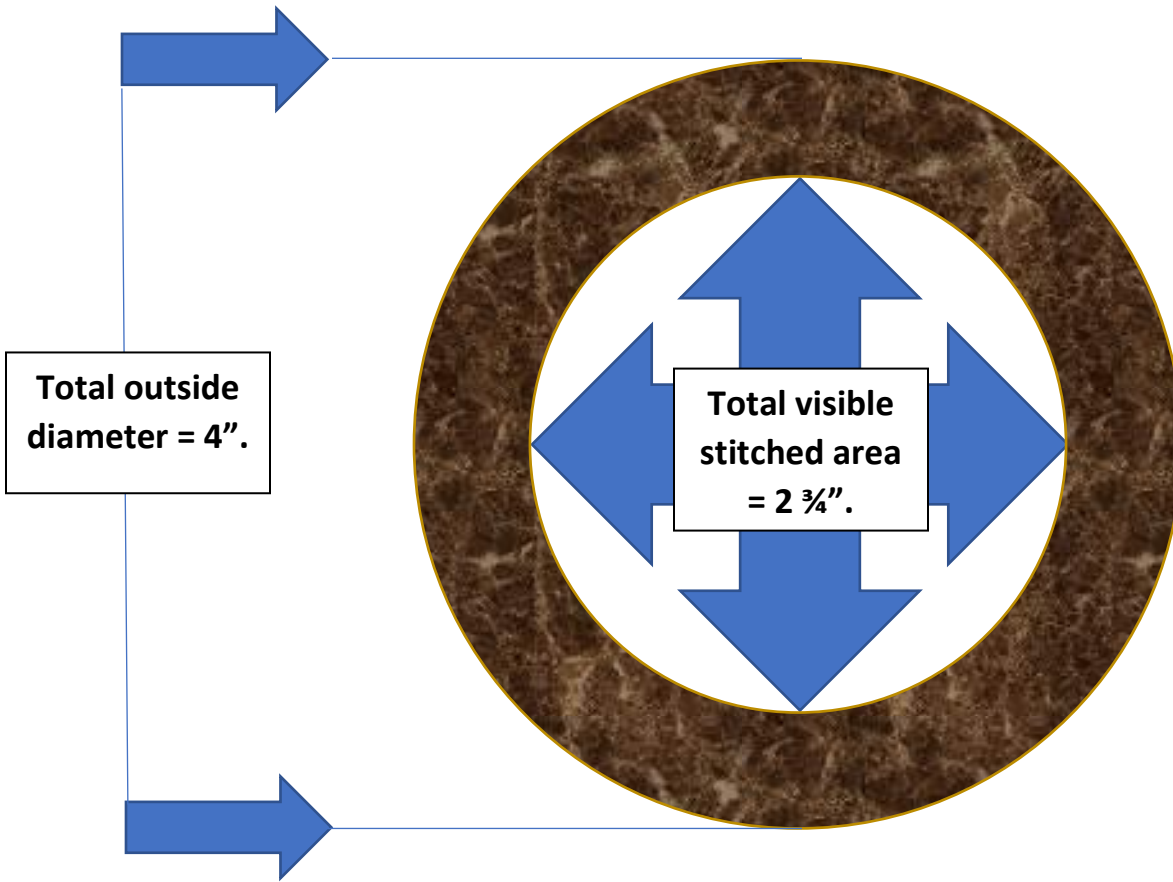 Total outside
diameter = 4”.
Total visible
stitched area
= 2 ¾”.